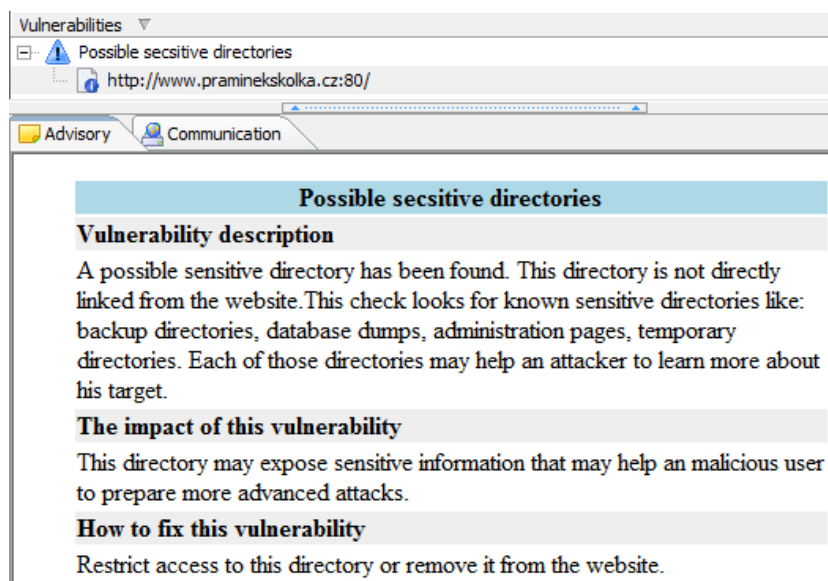 Vulnerabilities
Possible secsitive directories
http://www.praminekskolka.cz:80/
Advisory
Communication
Possible secsitive directories
Vulnerability description
A possible sensitive directory has been found. This directory is not directly
linked from the website.This check looks for known sensitive directories like:
backup directories, database dumps, administration pages, temporary
directories. Each of those directories may help an attacker to learn more about
his target.
The impact of this vulnerability
This directory may expose sensitive information that may help an malicious user
to prepare more advanced attacks.
How to fix this vulnerability
Restrict access to this directory or remove it from the website.